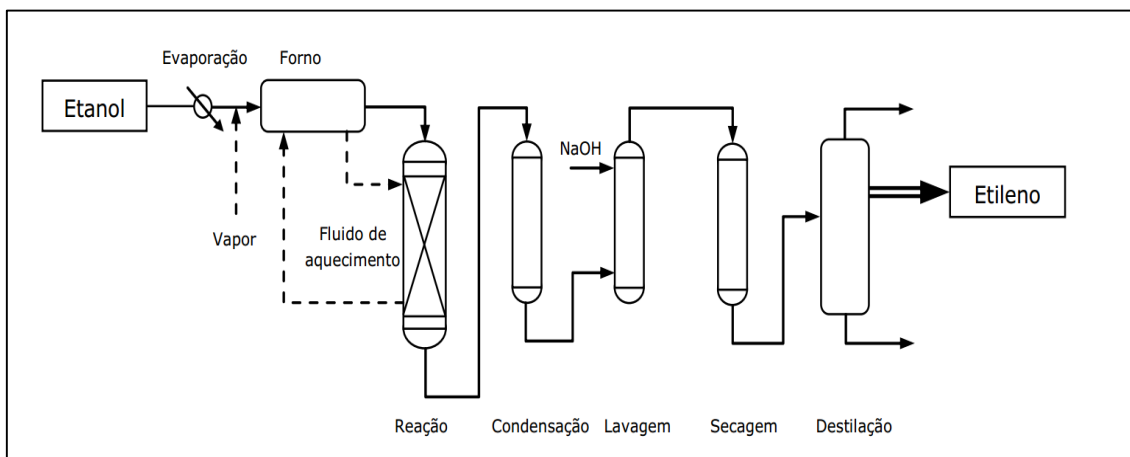 Evaporação
Forno
Etanol
NaOH
Vapor
Fluido de
aquecimento
Etileno
Reação
Condensação
Lavagem
Secagem
Destilação